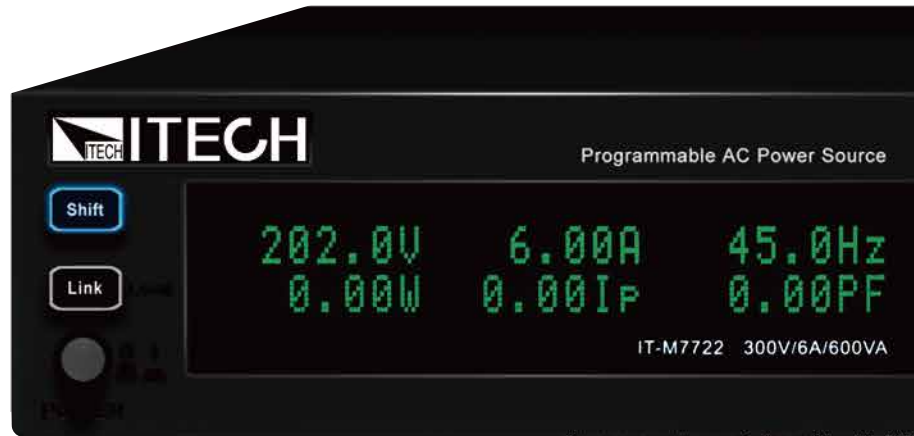 ITECH ITECH
Programmable AC Power Source
Shift
202.0V 6.00A 45.0Hz
Link
0.00W 0.00Ip 0.00PF
IT-M7722 300V/6A/600VA